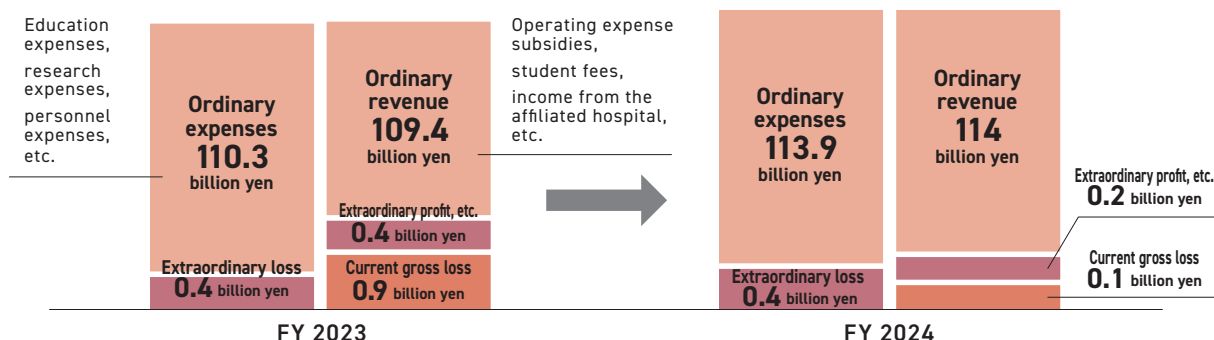 Education
expenses,
research
expenses,
personnel
expenses,
etc.
Ordinary
expenses
110.3
billion yen
Extraordinary loss
0.4 billion yen
Ordinary
revenue
109.4
billion yen
Extraordinary profit, etc.
0.4 billion yen
Current gross loss
0.9 billion yen
Operating expense
subsidies,
student fees,
income from the
affiliated hospital,
etc.
FY 2023
Ordinary
expenses
113.9
billion yen
Extraordinary loss
0.4 billion yen
Ordinary
revenue
114
billion yen
Extraordinary profit, etc.
0.2 billion yen
Current gross loss
0.1 billion yen
FY 2024